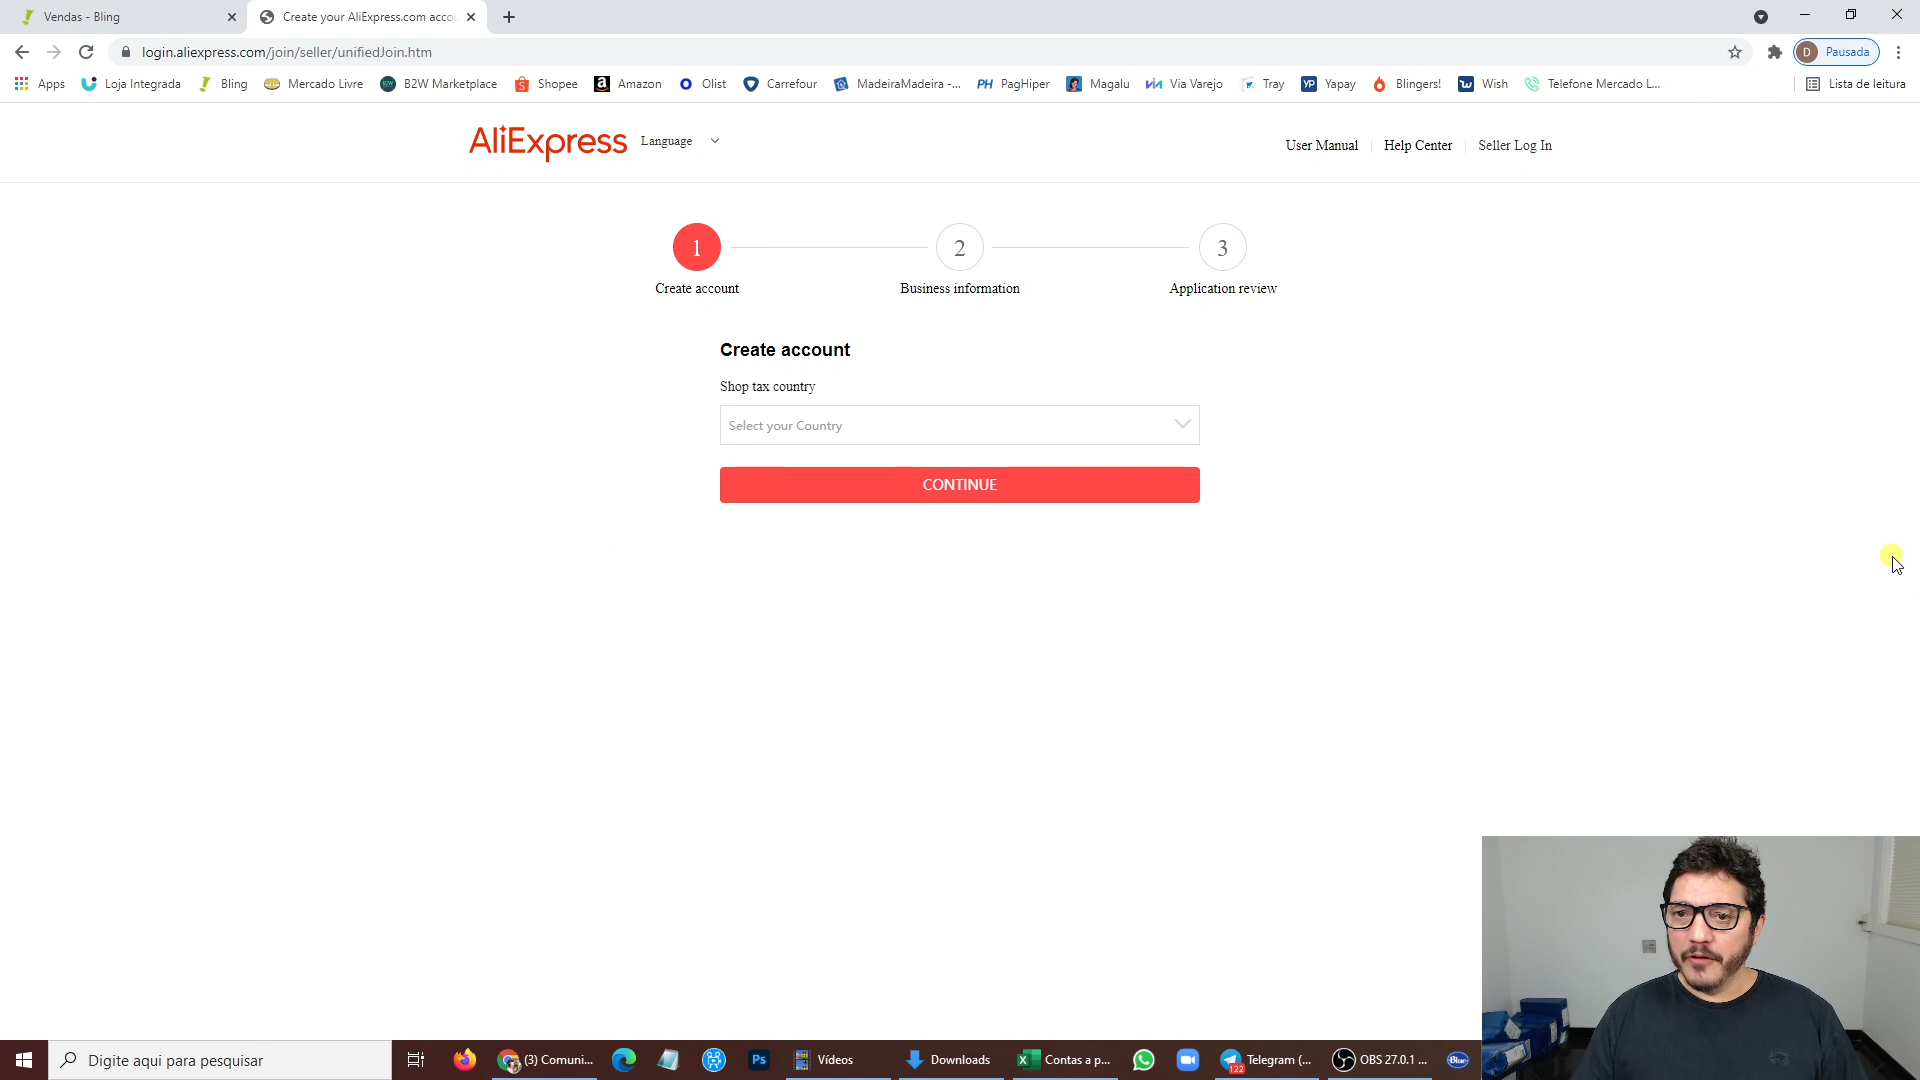 Vendas - Bling
Create your AliExpress.com acco
login.aliexpress.com/join/seller/unifiedJoin.htm
D Pausada
Apps Loja Integrada Bling Mercado Livre B2W Marketplace Shopee Amazon Olist Carrefour MadeiraMadeira -... PagHiper Magalu Via Varejo Tray Yapay Blingers! Wish Telefone Mercado L... Lista de leitura
AliExpress Language
User Manual Help Center Seller Log In
1 2 3
Create account Business information Application review
Create account
Shop tax country
Select your Country
CONTINUE
Digite aqui para pesquisar
(3) Comuni... Ps Vídeos Downloads Contas a p... 122 Telegram (... OBS 27.0.1 ... Blue